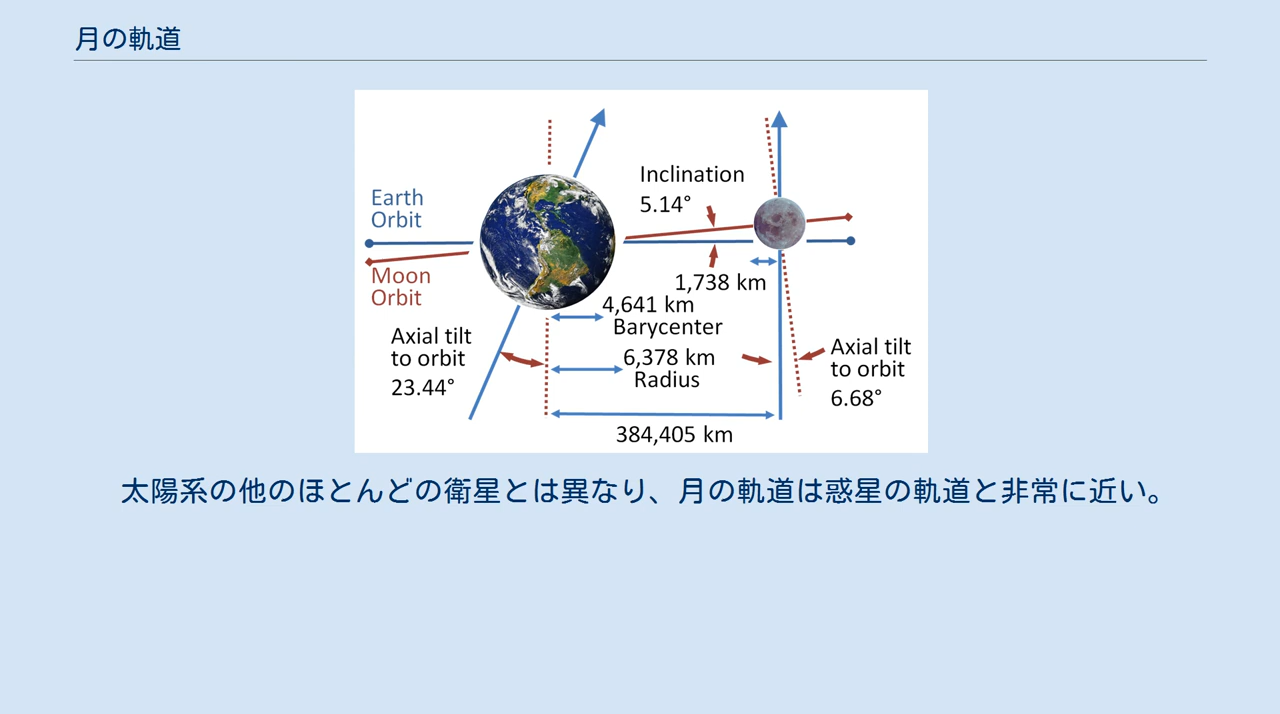 月の軌道
Inclination
5.14°
Earth
Orbit
Moon
Orbit
1,738 km
4,641 km
Barycenter
Axial tilt
to orbit
23.44°
6,378 km
Radius
Axial tilt
to orbit
6.68°
384,405 km
太陽系の他のほとんどの衛星とは異なり、月の軌道は惑星の軌道と非常に近い。